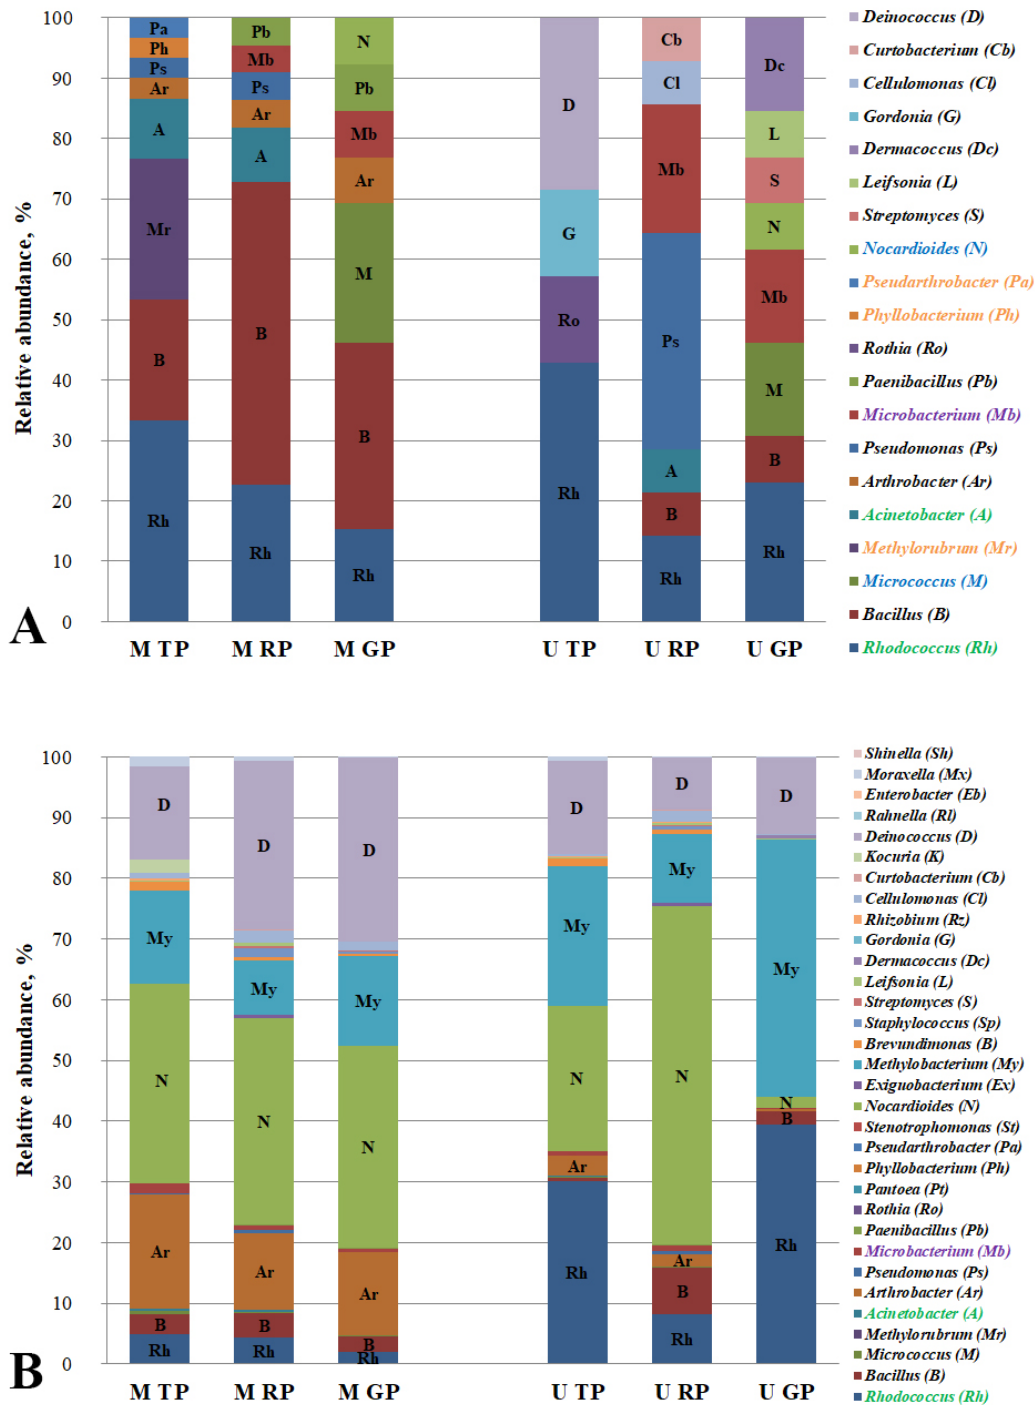 A
Relative abundance, %
100
90
80
70
60
50
40
30
20
10
0
Pa
Ph
Ps
Ar
A
Mr
B
Rh
M TP
Pb
Mb
Ps
Ar
A
B
Rh
M RP
N
Pb
Mb
Ar
M
B
Rh
M GP
D
G
Ro
Rh
U TP
Cb
Cl
Mb
Ps
A
B
Rh
U RP
Dc
L
S
N
Mb
M
B
Rh
U GP
Deinococcus (D)
Curtobacterium (Cb)
Cellulomonas (Cl)
Gordonia (G)
Dermacoccus (Dc)
Leifsonia (L)
Streptomyces (S)
Nocardioides (N)
Pseudarthrobacter (Pa)
Phyllobacterium (Ph)
Rothia (Ro)
Paenibacillus (Pb)
Microbacterium (Mb)
Pseudomonas (Ps)
Arthrobacter (Ar)
Acinetobacter (A)
Methylorubrum (Mr)
Micrococcus (M)
Bacillus (B)
Rhodococcus (Rh)
B
Relative abundance, %
100
90
80
70
60
50
40
30
20
10
0
D
My
N
Ar
B
Rh
M TP
D
My
N
Ar
B
Rh
M RP
D
My
N
Ar
B
Rh
M GP
D
My
N
Ar
Rh
U TP
D
My
N
Ar
B
Rh
U RP
D
My
N
B
Rh
U GP
Shinella (Sh)
Moraxella (Mx)
Enterobacter (Eb)
Rahnella (Rl)
Deinococcus (D)
Kocuria (K)
Curtobacterium (Cb)
Cellulomonas (Cl)
Rhizobium (Rz)
Gordonia (G)
Dermacoccus (Dc)
Leifsonia (L)
Streptomyces (S)
Staphylococcus (Sp)
Brevundimonas (B)
Methylobacterium (My)
Exiguobacterium (Ex)
Nocardioides (N)
Stenotrophomonas (St)
Pseudarthrobacter (Pa)
Phyllobacterium (Ph)
Pantoea (Pt)
Rothia (Ro)
Paenibacillus (Pb)
Microbacterium (Mb)
Pseudomonas (Ps)
Arthrobacter (Ar)
Acinetobacter (A)
Methylorubrum (Mr)
Micrococcus (M)
Bacillus (B)
Rhodococcus (Rh)